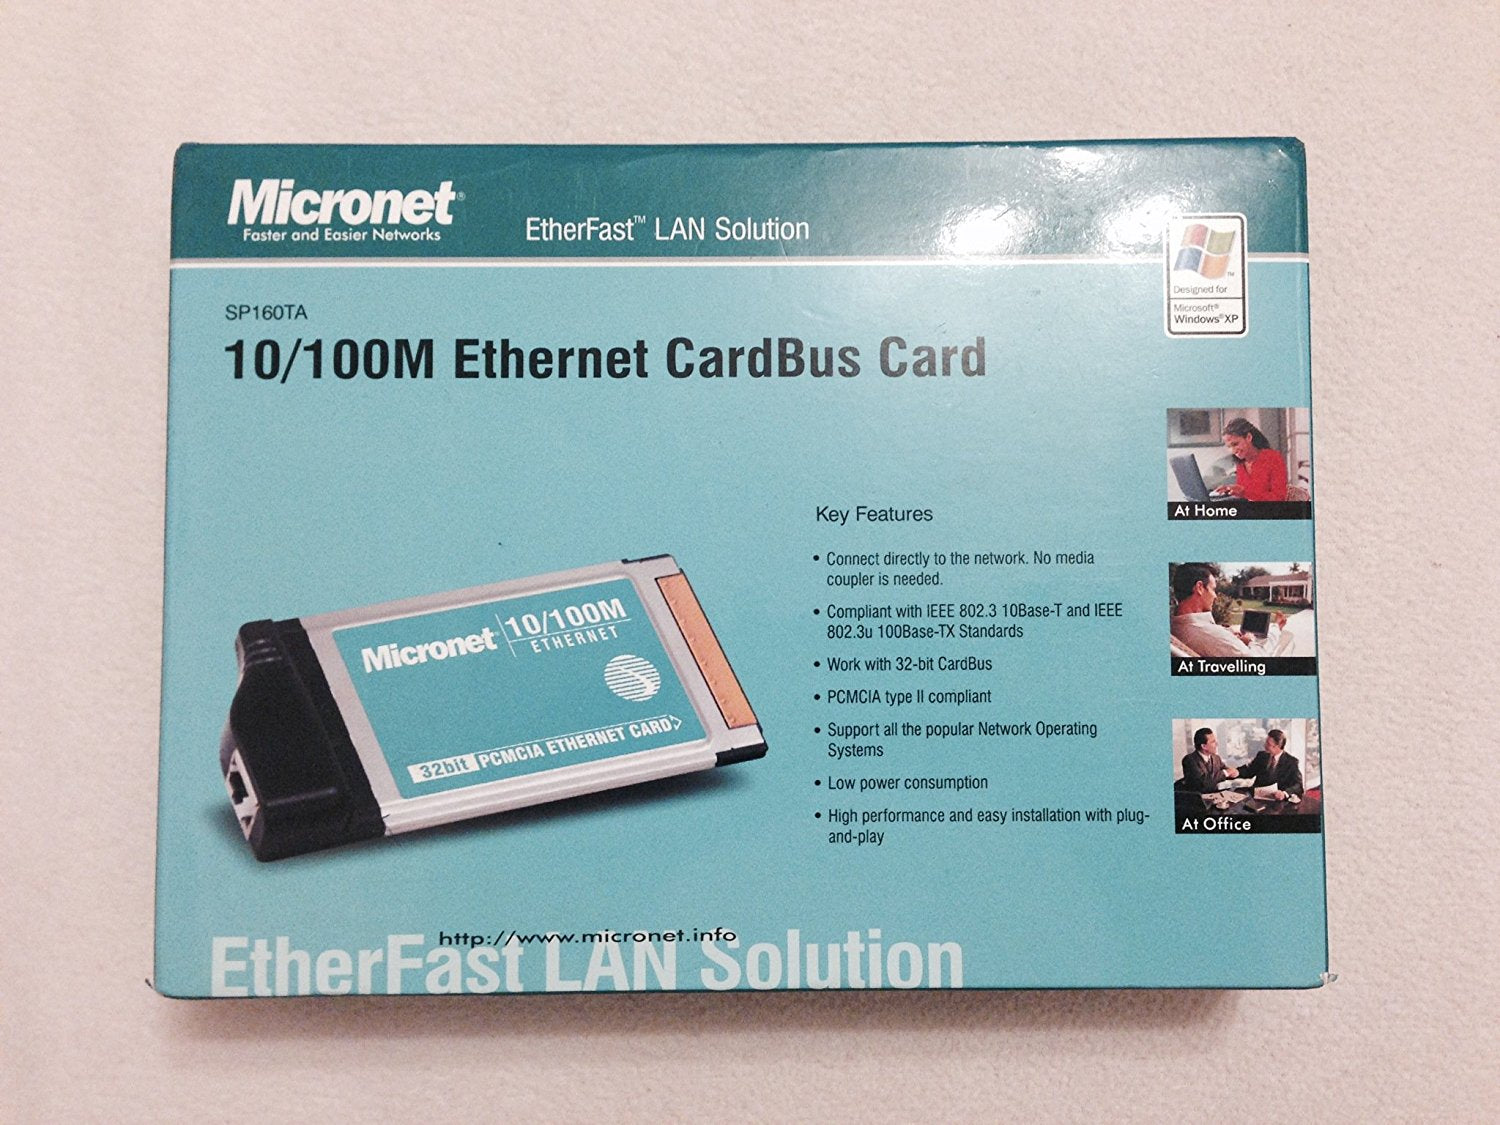 Micronet®
Faster and Easier Networks
EtherFast™ LAN Solution
™
Designed for
Microsoft®
Windows®XP
SP160TA
10/100M Ethernet CardBus Card
At Home
Key Features
• Connect directly to the network. No media
coupler is needed.
• Compliant with IEEE 802.3 10Base-T and IEEE
802.3u 100Base-TX Standards
• Work with 32-bit CardBus
• PCMCIA type II compliant
• Support all the popular Network Operating
Systems
• Low power consumption
• High performance and easy installation with plug-
and-play
At Travelling
At Office
Micronet®
10/100M
ETHERNET
32bit PCMCIA ETHERNET CARD
http://www.micronet.info
EtherFast LAN Solution